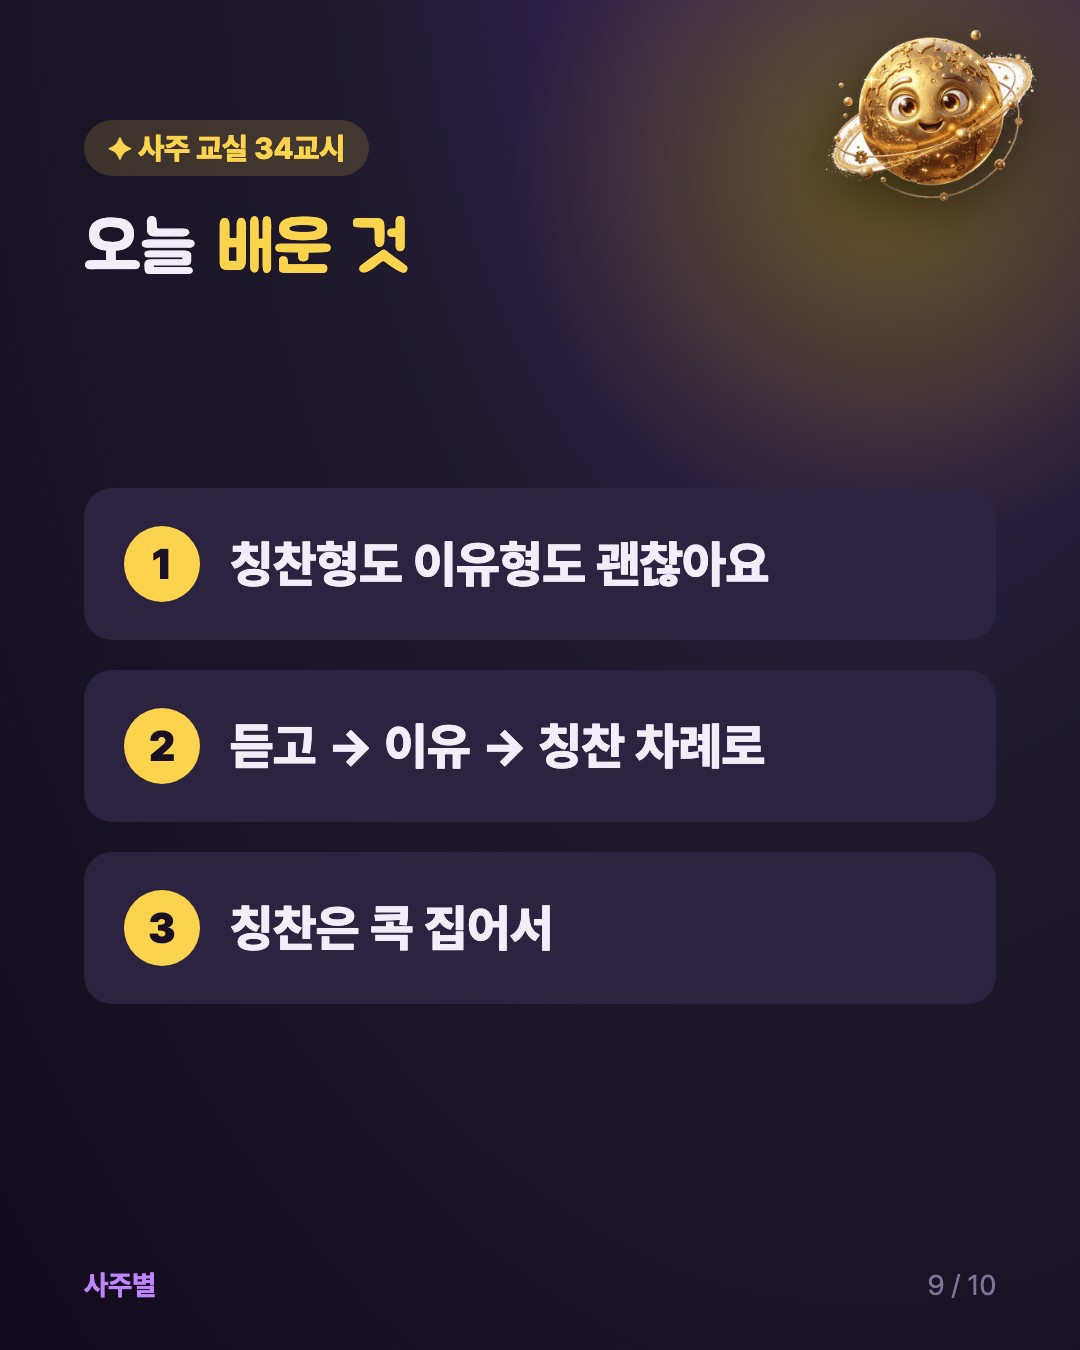 ✦ 사주 교실 34교시
오늘 배운 것
1 칭찬형도 이유형도 괜찮아요
2 듣고 → 이유 → 칭찬 차례로
3 칭찬은 콕 집어서
사주별
9 / 10